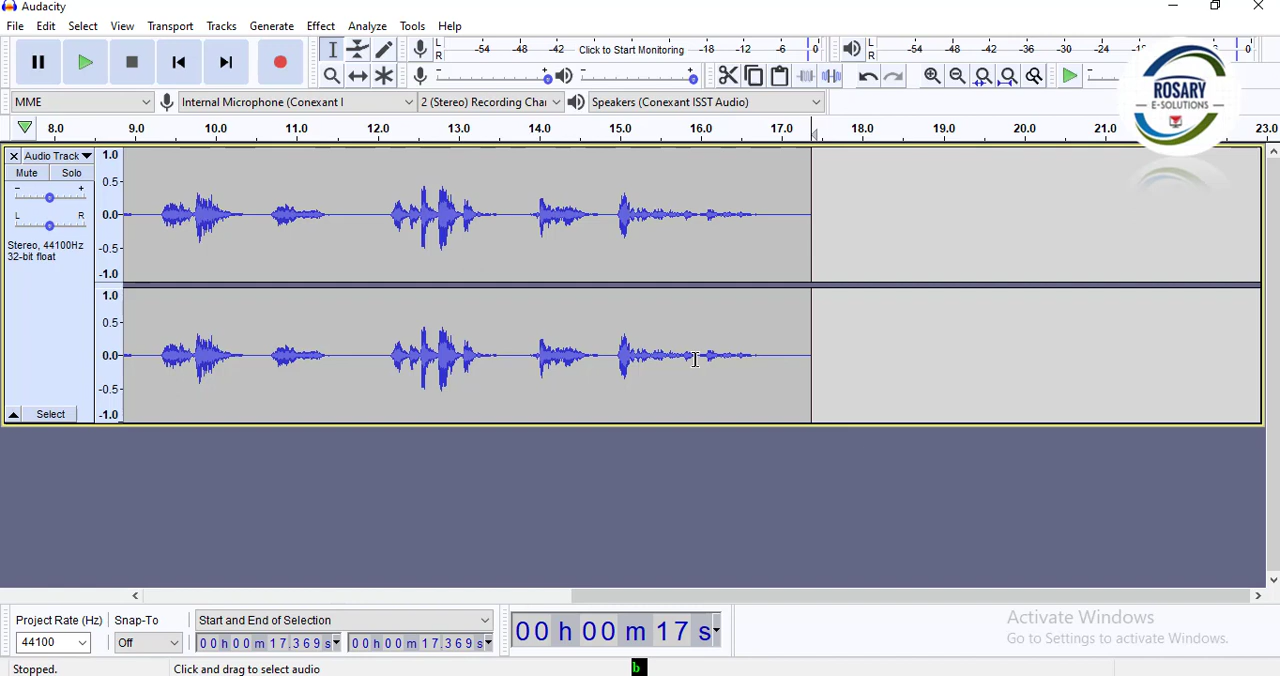 Audacity
File Edit Select View Transport Tracks Generate Effect Analyze Tools Help
L R -54 -48 -42 Click to Start Monitoring -18 -12 -6 0
L R -54 -48 -42 -36 -30 -24 0
MME Internal Microphone (Conexant I 2 (Stereo) Recording Chan Speakers (Conexant ISST Audio)
ROSARY
E-SOLUTIONS
8.0 9.0 10.0 11.0 12.0 13.0 14.0 15.0 16.0 17.0 18.0 19.0 20.0 21.0 22.0 23.0
Audio Track
Mute Solo
- +
L R
Stereo, 44100Hz
32-bit float
Select
1.0
0.5
0.0
-0.5
-1.0
1.0
0.5
0.0
-0.5
-1.0
Project Rate (Hz) Snap-To Start and End of Selection
44100 Off 00 h 00 m 17.369 s 00 h 00 m 17.369 s
00 h 00 m 17 s
Activate Windows
Go to Settings to activate Windows.
Stopped. Click and drag to select audio
b